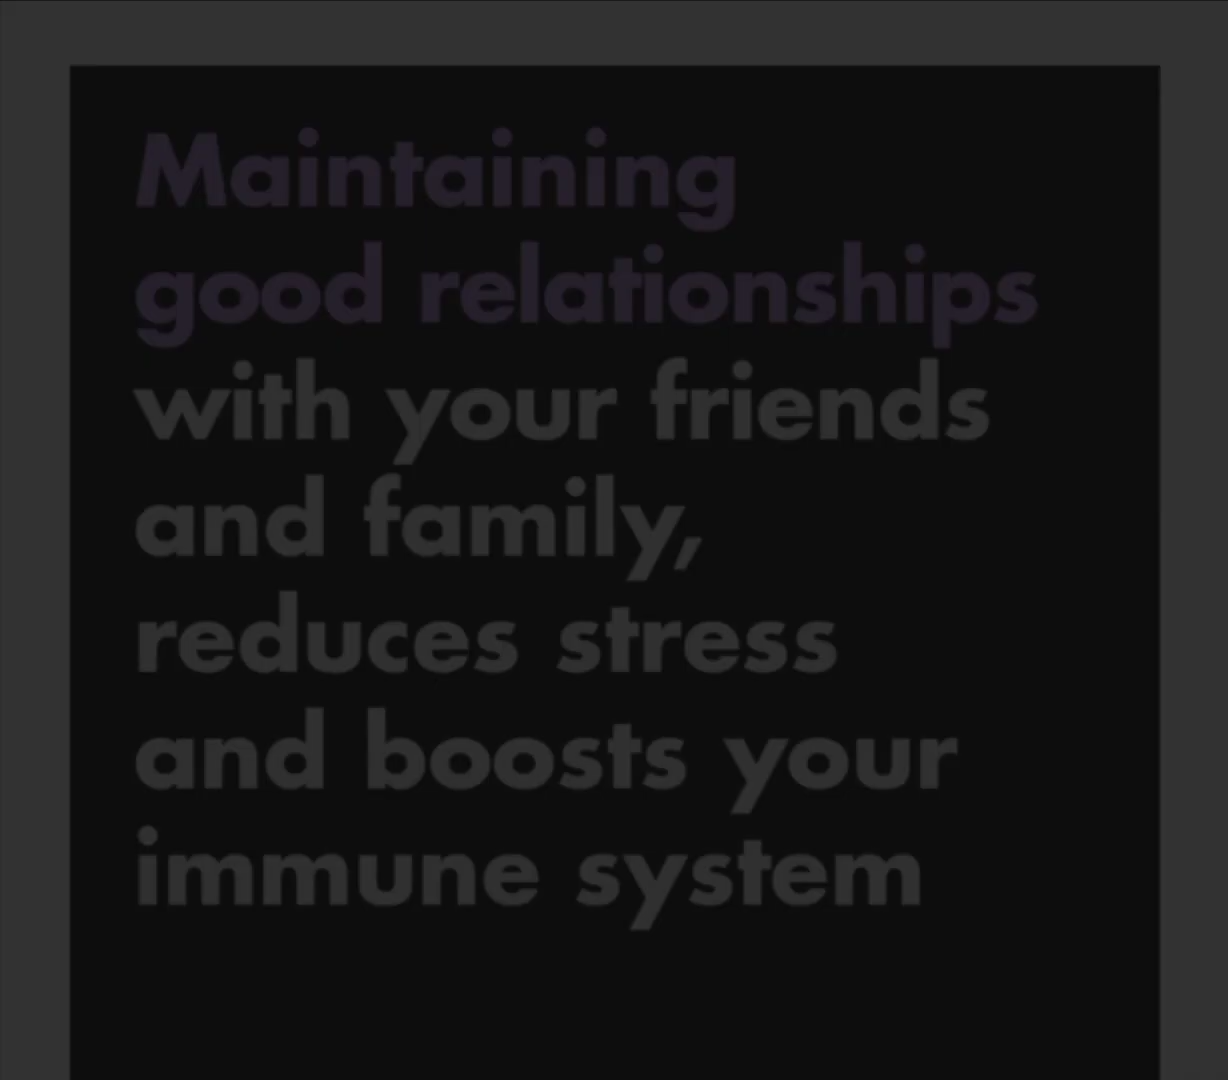 Maintaining
good relationships
with your friends
and family,
reduces stress
and boosts your
immune system